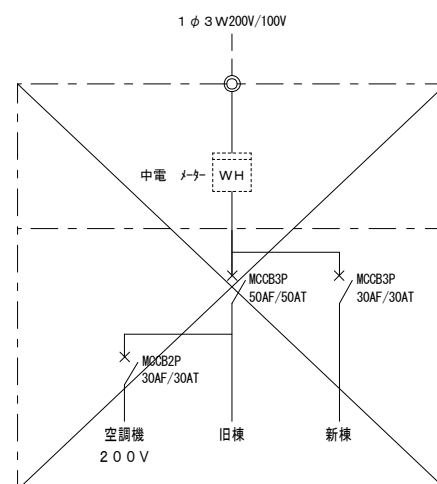 1φ3W200V/100V
中電 メーター WH
MCCB3P
50AF/50AT
MCCB3P
30AF/30AT
MCCB2P
30AF/30AT
空調機
200V
旧棟
新棟